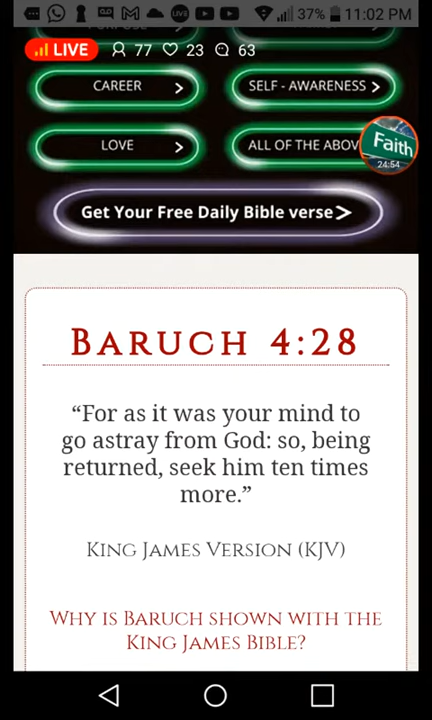 37% 11:02 PM
LIVE 77 23 63
CAREER >
SELF - AWARENESS >
LOVE >
ALL OF THE ABOV
Faith
24:54
Get Your Free Daily Bible verse >
BARUCH 4:28
“For as it was your mind to
go astray from God: so, being
returned, seek him ten times
more.”
KING JAMES VERSION (KJV)
WHY IS BARUCH SHOWN WITH THE
KING JAMES BIBLE?